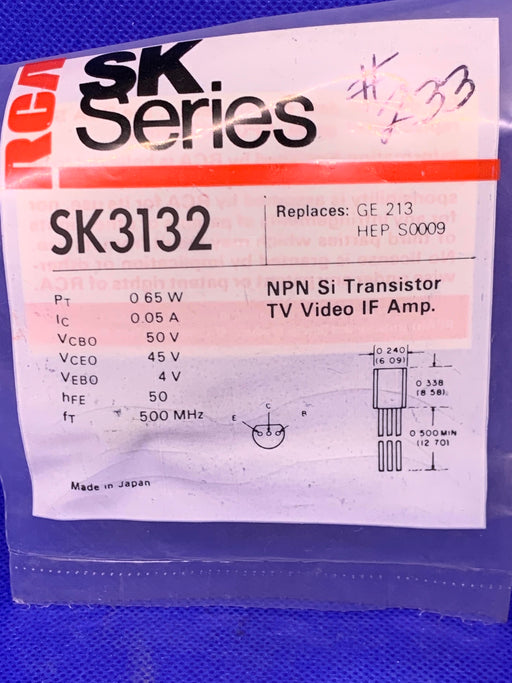 RCA
SK
Series
SK3132
Replaces: GE 213
HEP S0009
NPN Si Transistor
TV Video IF Amp.
PT 0 65 W
IC 0.05 A
VCBO 50 V
VCEO 45 V
VEBO 4 V
hFE 50
fT 500 MHz
E C B
0 240
(6 09)
0 338
(8 58)
0 500 MIN
(12 70)
Made in Japan